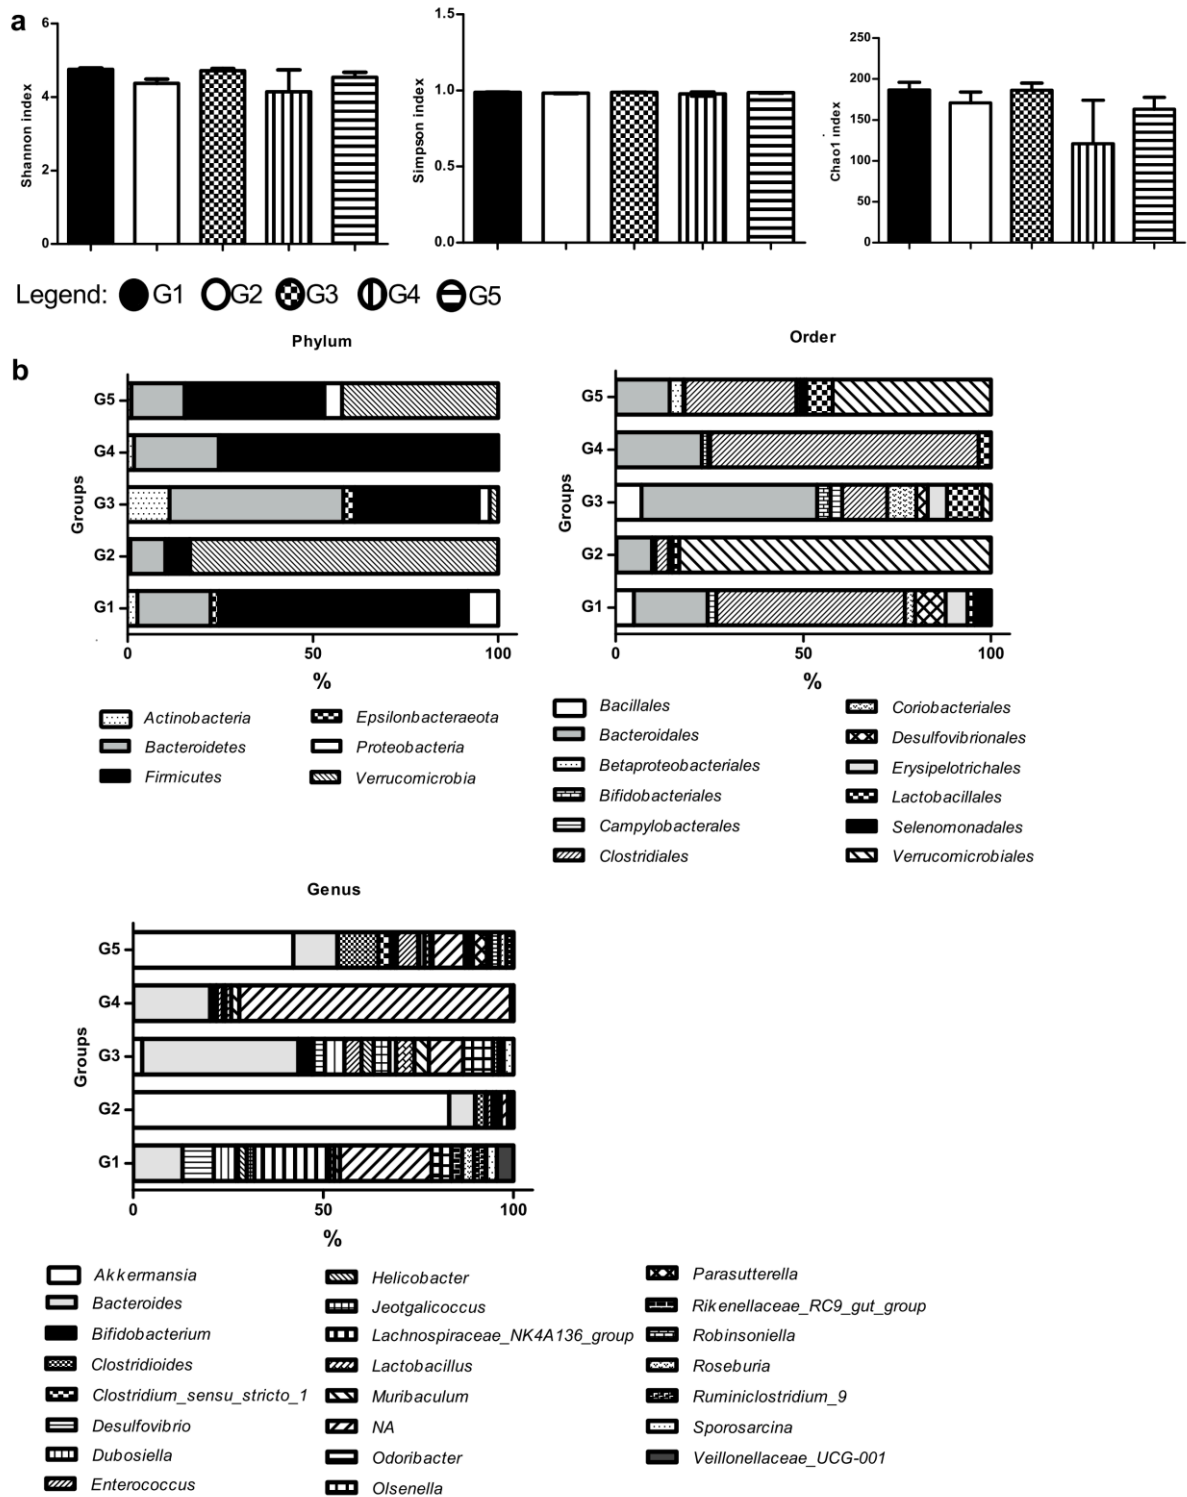 a
Shannon index
6
4
2
0
Simpson index
1.5
1.0
0.5
0.0
Chao1 index
250
200
150
100
50
0
Legend: G1 G2 G3 G4 G5
b
Phylum
Groups
G5
G4
G3
G2
G1
0 50 100
%
Actinobacteria
Bacteroidetes
Firmicutes
Epsilonbacteraeota
Proteobacteria
Verrucomicrobia
Order
Groups
G5
G4
G3
G2
G1
0 50 100
%
Bacillales
Bacteroidales
Betaproteobacteriales
Bifidobacteriales
Campylobacterales
Clostridiales
Coriobacteriales
Desulfovibrionales
Erysipelotrichales
Lactobacillales
Selenomonadales
Verrucomicrobiales
Genus
Groups
G5
G4
G3
G2
G1
0 50 100
%
Akkermansia
Bacteroides
Bifidobacterium
Clostridioides
Clostridium_sensu_stricto_1
Desulfovibrio
Dubosiella
Enterococcus
Helicobacter
Jeotgalicoccus
Lachnospiraceae_NK4A136_group
Lactobacillus
Muribaculum
NA
Odoribacter
Olsenella
Parasutterella
Rikenellaceae_RC9_gut_group
Robinsoniella
Roseburia
Ruminiclostridium_9
Sporosarcina
Veillonellaceae_UCG-001